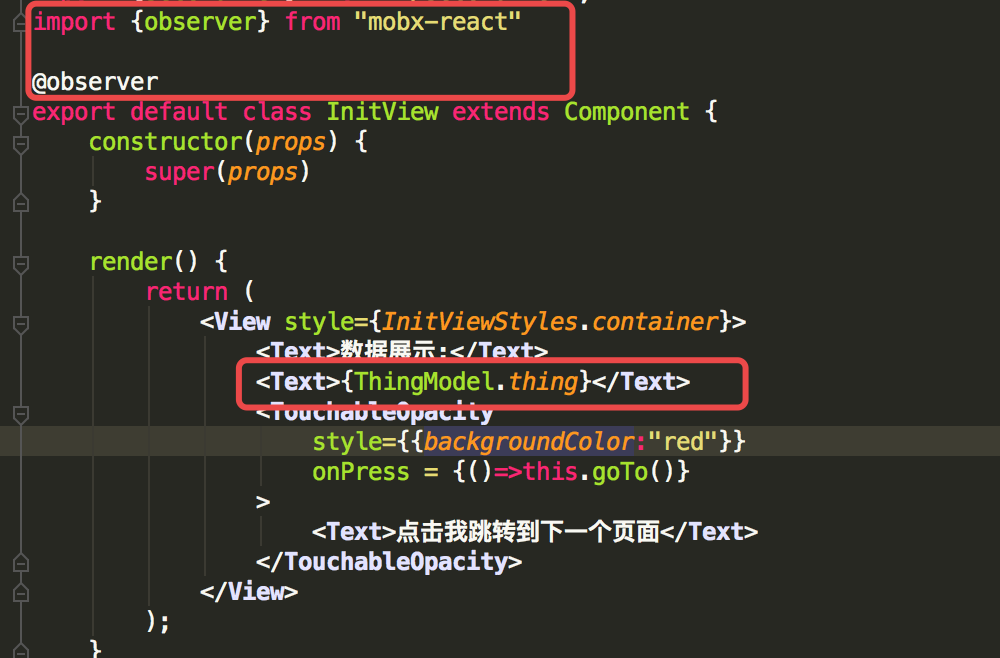 import {observer} from "mobx-react"
@observer
export default class InitView extends Component {
constructor(props) {
super(props)
}
render() {
return (
<View style={InitViewStyles.container}>
<Text>数据展示:</Text>
<Text>{ThingModel.thing}</Text>
<TouchableOpacity
style={{backgroundColor:"red"}}
onPress = {()=>this.goTo()}
>
<Text>点击我跳转到下一个页面</Text>
</TouchableOpacity>
</View>
);
}